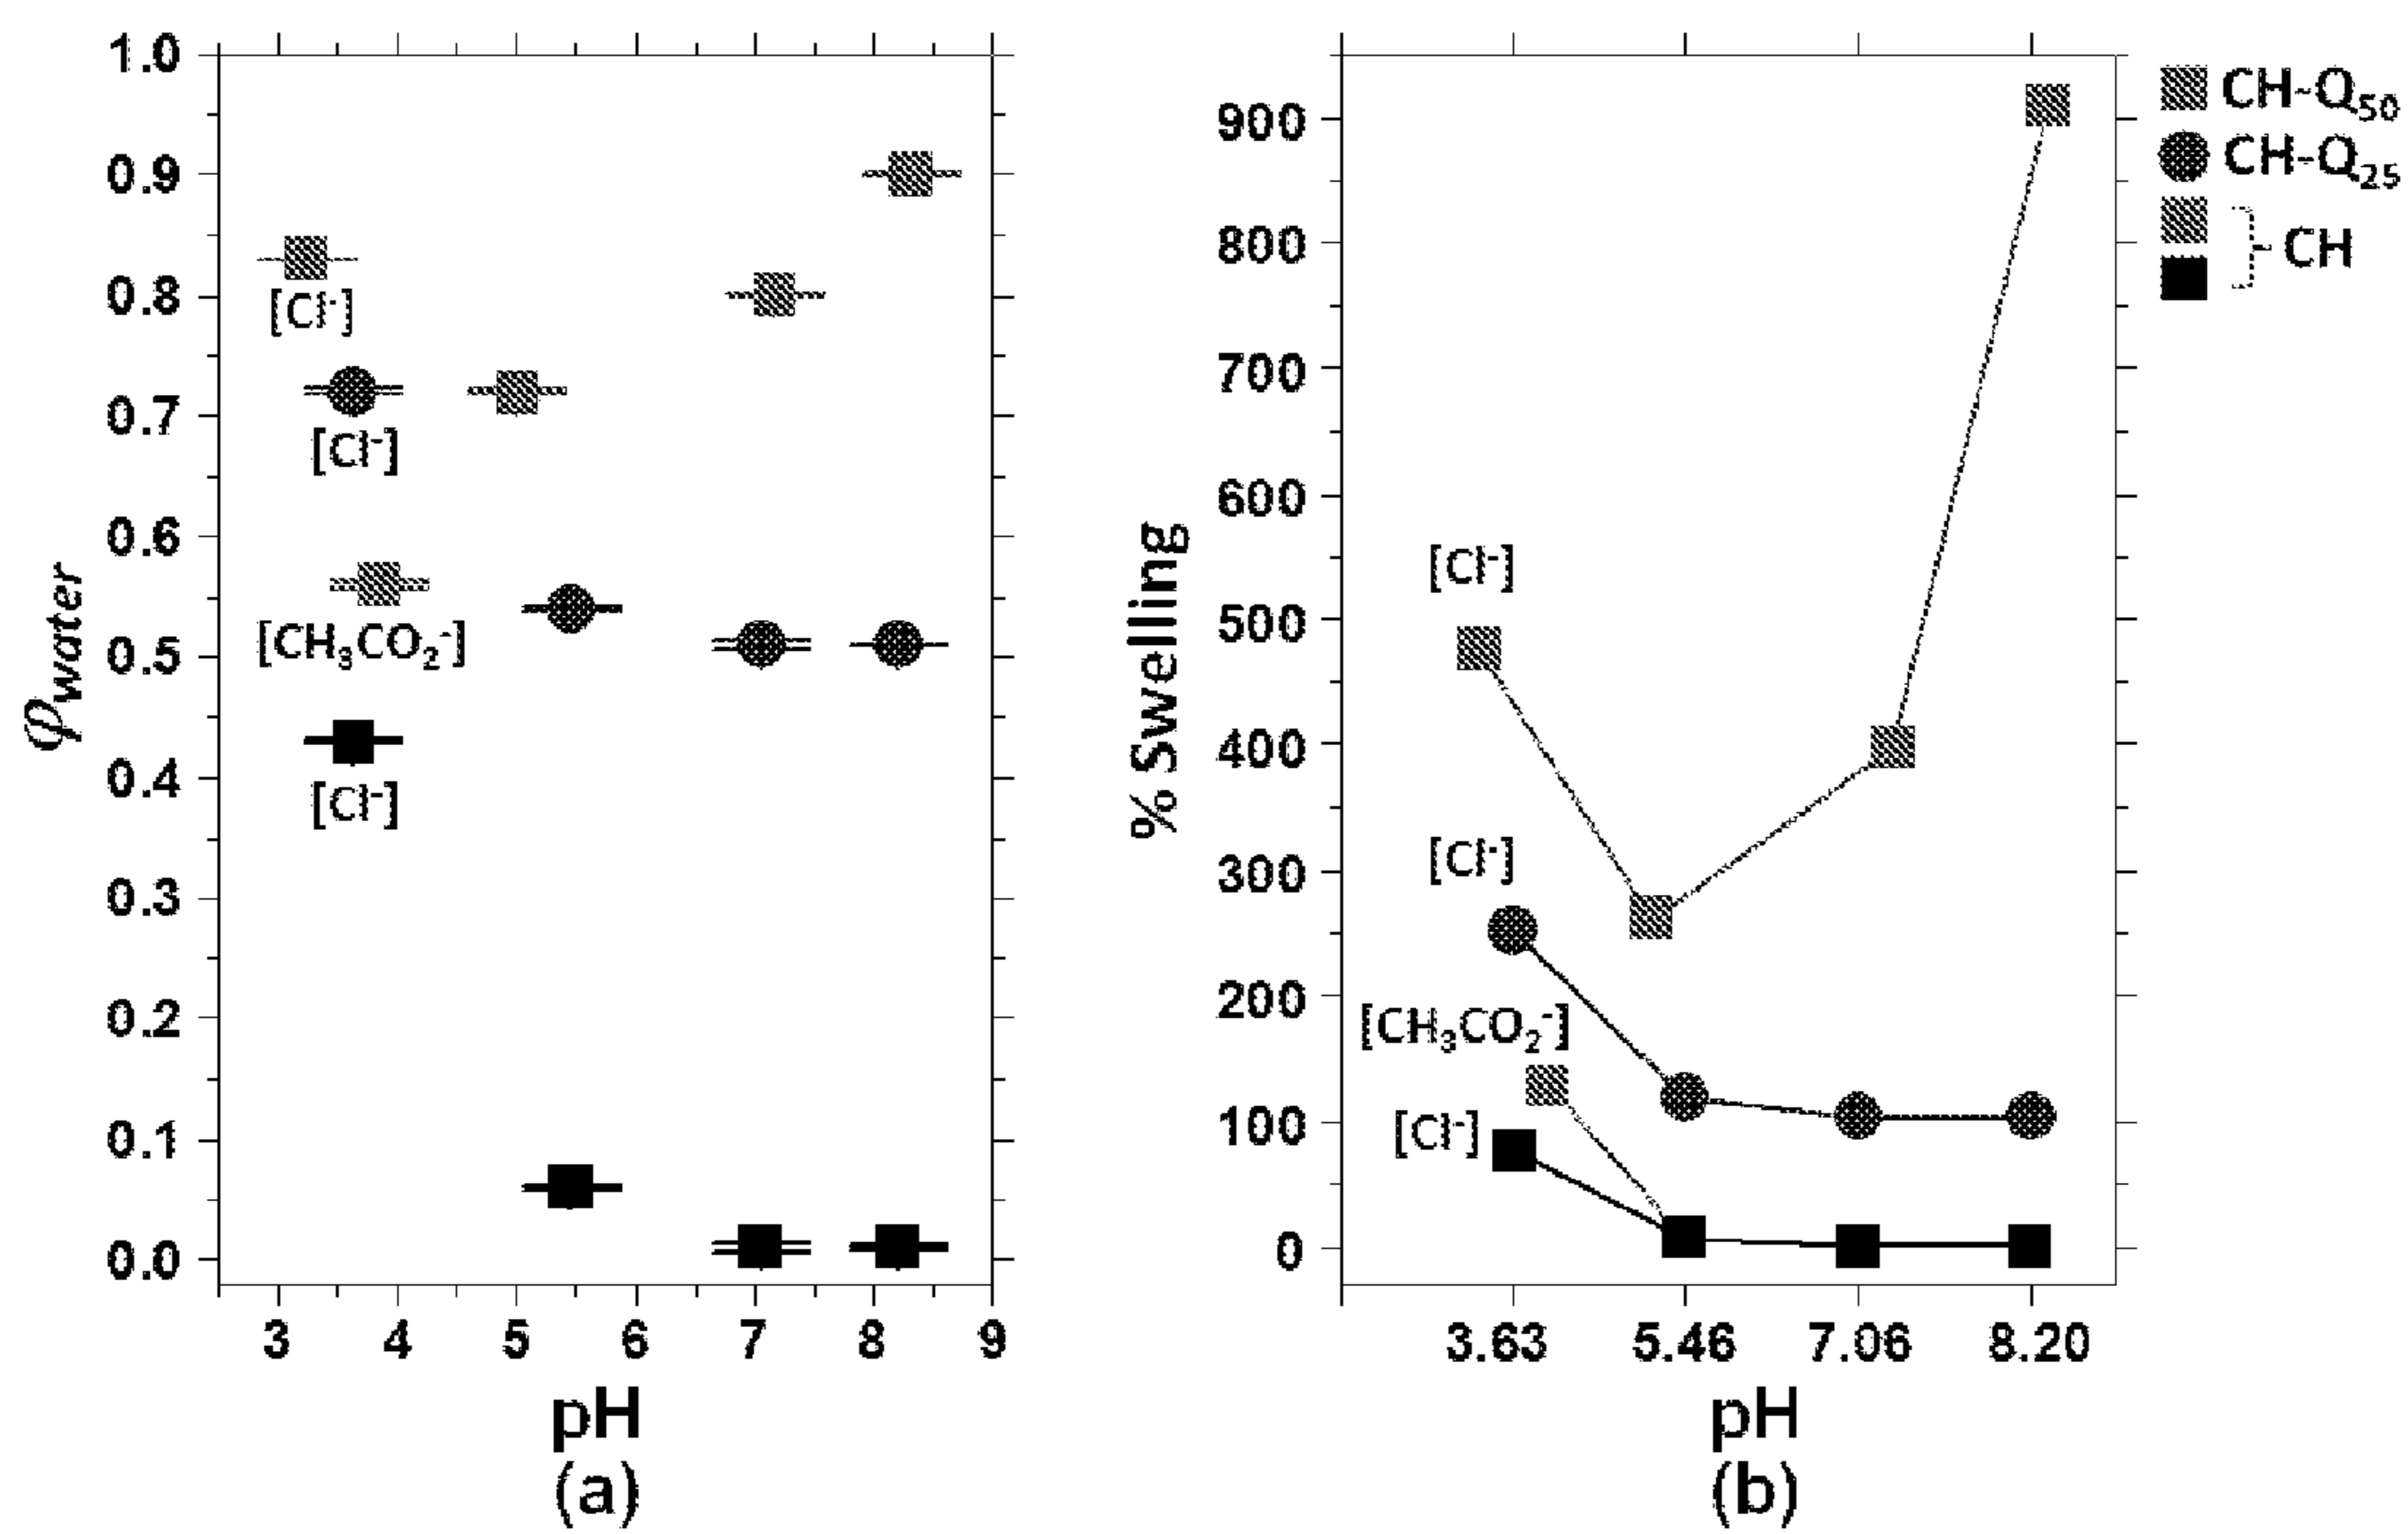 1.0
0.9
0.8
0.7
0.6
0.5
0.4
0.3
0.2
0.1
0.0
φwater
[Cl-]
[Cl-]
[CH3CO2-]
[Cl-]
3 4 5 6 7 8 9
pH
(a)
900
800
700
600
500
400
300
200
100
0
% Swelling
[Cl-]
[Cl-]
[CH3CO2-]
[Cl-]
3.63 5.46 7.06 8.20
pH
(b)
CH-Q50
CH-Q25
CH